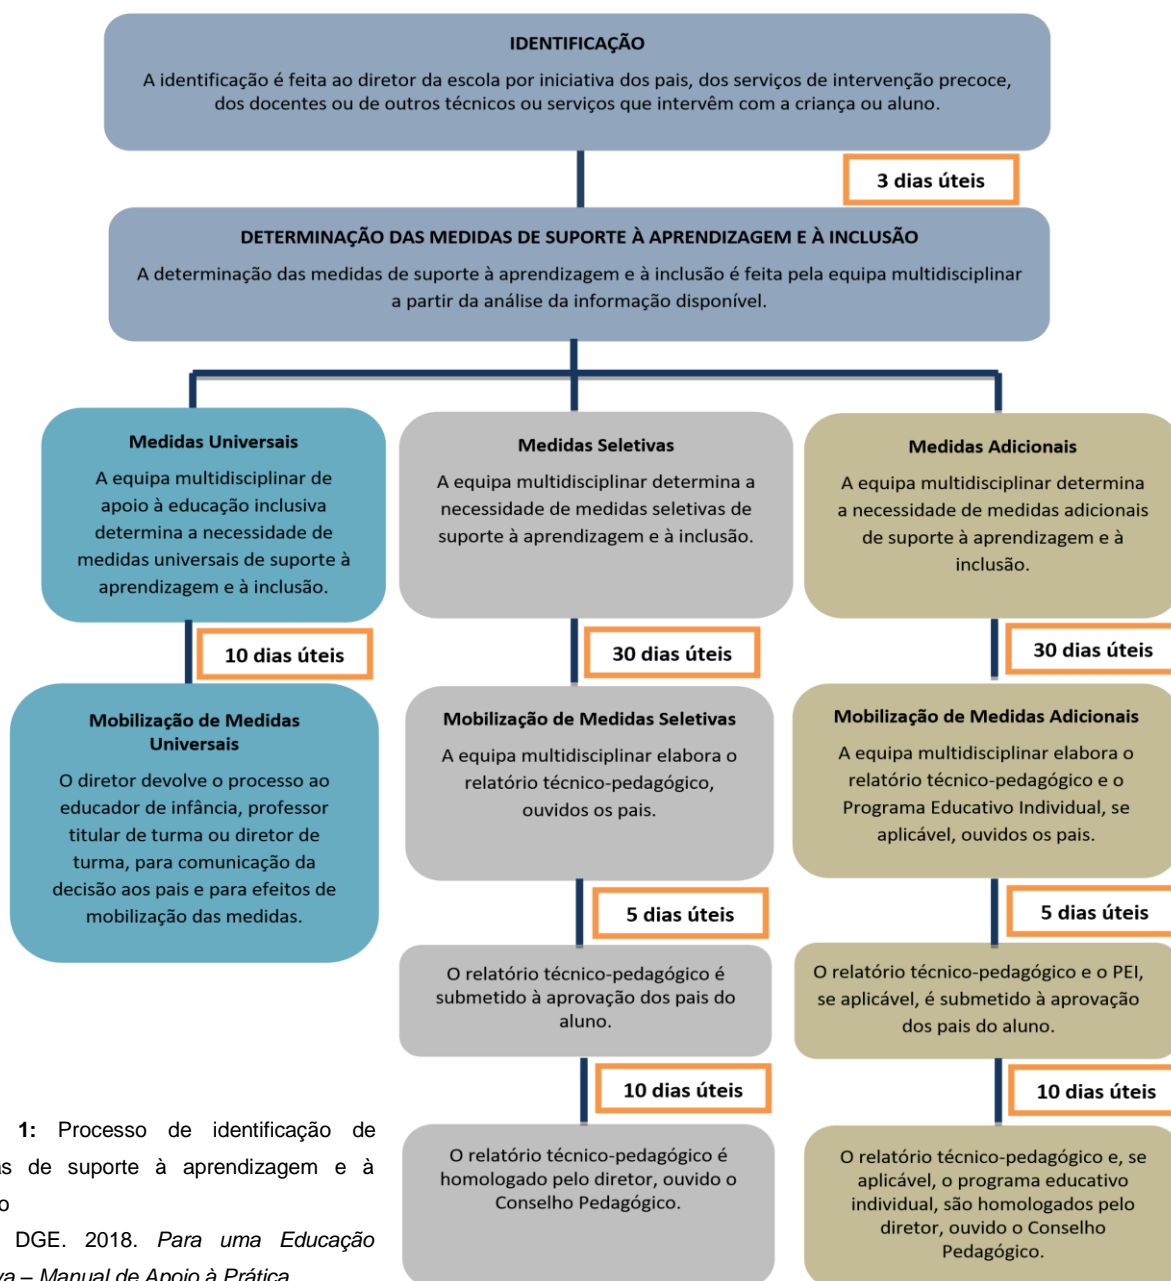 IDENTIFICAÇÃO
A identificação é feita ao diretor da escola por iniciativa dos pais, dos serviços de intervenção precoce,
dos docentes ou de outros técnicos ou serviços que intervêm com a criança ou aluno.
3 dias úteis
DETERMINAÇÃO DAS MEDIDAS DE SUPORTE À APRENDIZAGEM E À INCLUSÃO
A determinação das medidas de suporte à aprendizagem e à inclusão é feita pela equipa multidisciplinar
a partir da análise da informação disponível.
Medidas Universais
A equipa multidisciplinar de
apoio à educação inclusiva
determina a necessidade de
medidas universais de suporte à
aprendizagem e à inclusão.
10 dias úteis
Mobilização de Medidas
Universais
O diretor devolve o processo ao
educador de infância, professor
titular de turma ou diretor de
turma, para comunicação da
decisão aos pais e para efeitos de
mobilização das medidas.
Medidas Seletivas
A equipa multidisciplinar determina a
necessidade de medidas seletivas de
suporte à aprendizagem e à inclusão.
30 dias úteis
Mobilização de Medidas Seletivas
A equipa multidisciplinar elabora o
relatório técnico-pedagógico,
ouvidos os pais.
5 dias úteis
O relatório técnico-pedagógico é
submetido à aprovação dos pais do
aluno.
10 dias úteis
O relatório técnico-pedagógico é
homologado pelo diretor, ouvido o
Conselho Pedagógico.
Medidas Adicionais
A equipa multidisciplinar determina
a necessidade de medidas adicionais
de suporte à aprendizagem e à
inclusão.
30 dias úteis
Mobilização de Medidas Adicionais
A equipa multidisciplinar elabora o
relatório técnico-pedagógico e o
Programa Educativo Individual, se
aplicável, ouvidos os pais.
5 dias úteis
O relatório técnico-pedagógico e o PEI,
se aplicável, é submetido à aprovação
dos pais do aluno.
10 dias úteis
O relatório técnico-pedagógico e, se
aplicável, o programa educativo
individual, são homologados pelo
diretor, ouvido o Conselho
Pedagógico.
1: Processo de identificação de
de suporte à aprendizagem e à
DGE. 2018. Para uma Educação
– Manual de Apoio à Prática